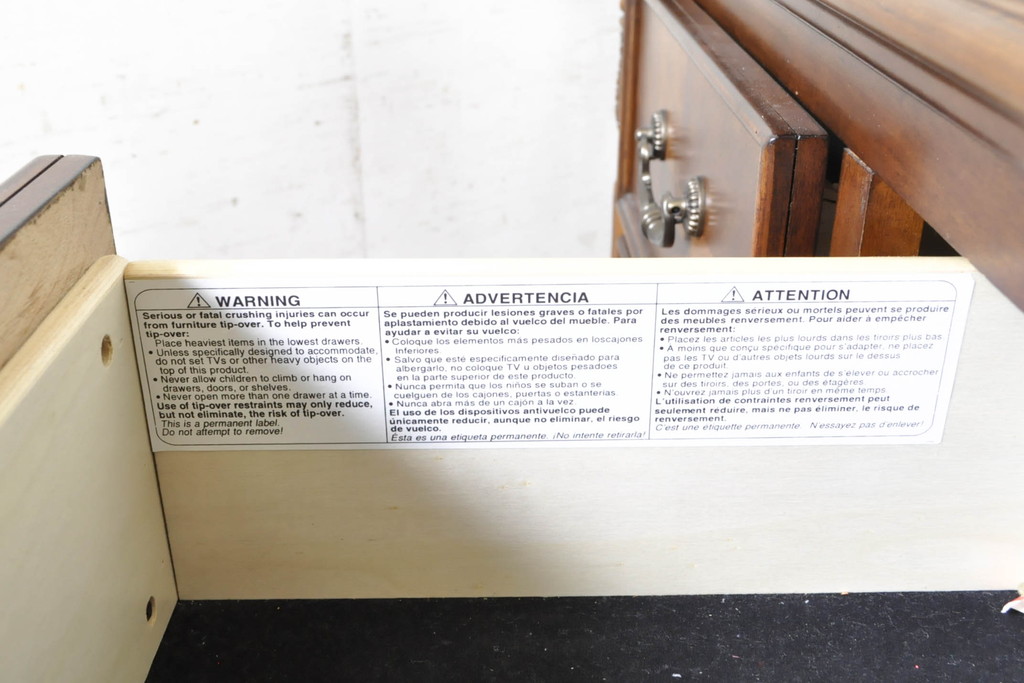 WARNING
Serious or fatal crushing injuries can occur
from furniture tip-over. To help prevent
tip-over:
Place heaviest items in the lowest drawers.
• Unless specifically designed to accommodate,
do not set TVs or other heavy objects on the
top of this product.
• Never allow children to climb or hang on
drawers, doors, or shelves.
• Never open more than one drawer at a time.
Use of tip-over restraints may only reduce,
but not eliminate, the risk of tip-over.
This is a permanent label.
Do not attempt to remove!
ADVERTENCIA
Se pueden producir lesiones graves o fatales por
aplastamiento debido al vuelco del mueble. Para
ayudar a evitar su vuelco:
• Coloque los elementos más pesados en loscajones
interiores.
• Salvo que esté específicamente diseñado para
albergarlo, no coloque TV u objetos pesadoes
en la parte superior de este producto.
• Nunca permita que los niños se suban o se
cuelguen de los cajones, puertas o estanterías.
• Nunca abra más de un cajón a la vez.
El uso de los dispositivos antivuelco puede
únicamente reducir, aunque no eliminar, el riesgo
de vuelco.
Ésta es una etiqueta permanente. ¡No intente retirarla!
ATTENTION
Les dommages sérieux ou mortels peuvent se produire
des meubles renversement. Pour aider à empêcher
renversement:
• Placez les articles les plus lourds dans les tiroirs plus bas
• A moins que conçu spécifique pour s'adapter, ne placez
pas les TV ou d'autres objets lourds sur le dessus
de ce produit.
• Ne permettez jamais aux enfants de s'élever ou accrocher
sur des tiroirs, des portes, ou des étagères.
• N'ouvrez jamais plus d'un tiroir en même temps.
L'utilisation de contraintes renversement peut
seulement reduire, mais ne pas éliminer, le risque de
renversement.
C'est une etiquette permanente. N'essayez pas d'enlever!